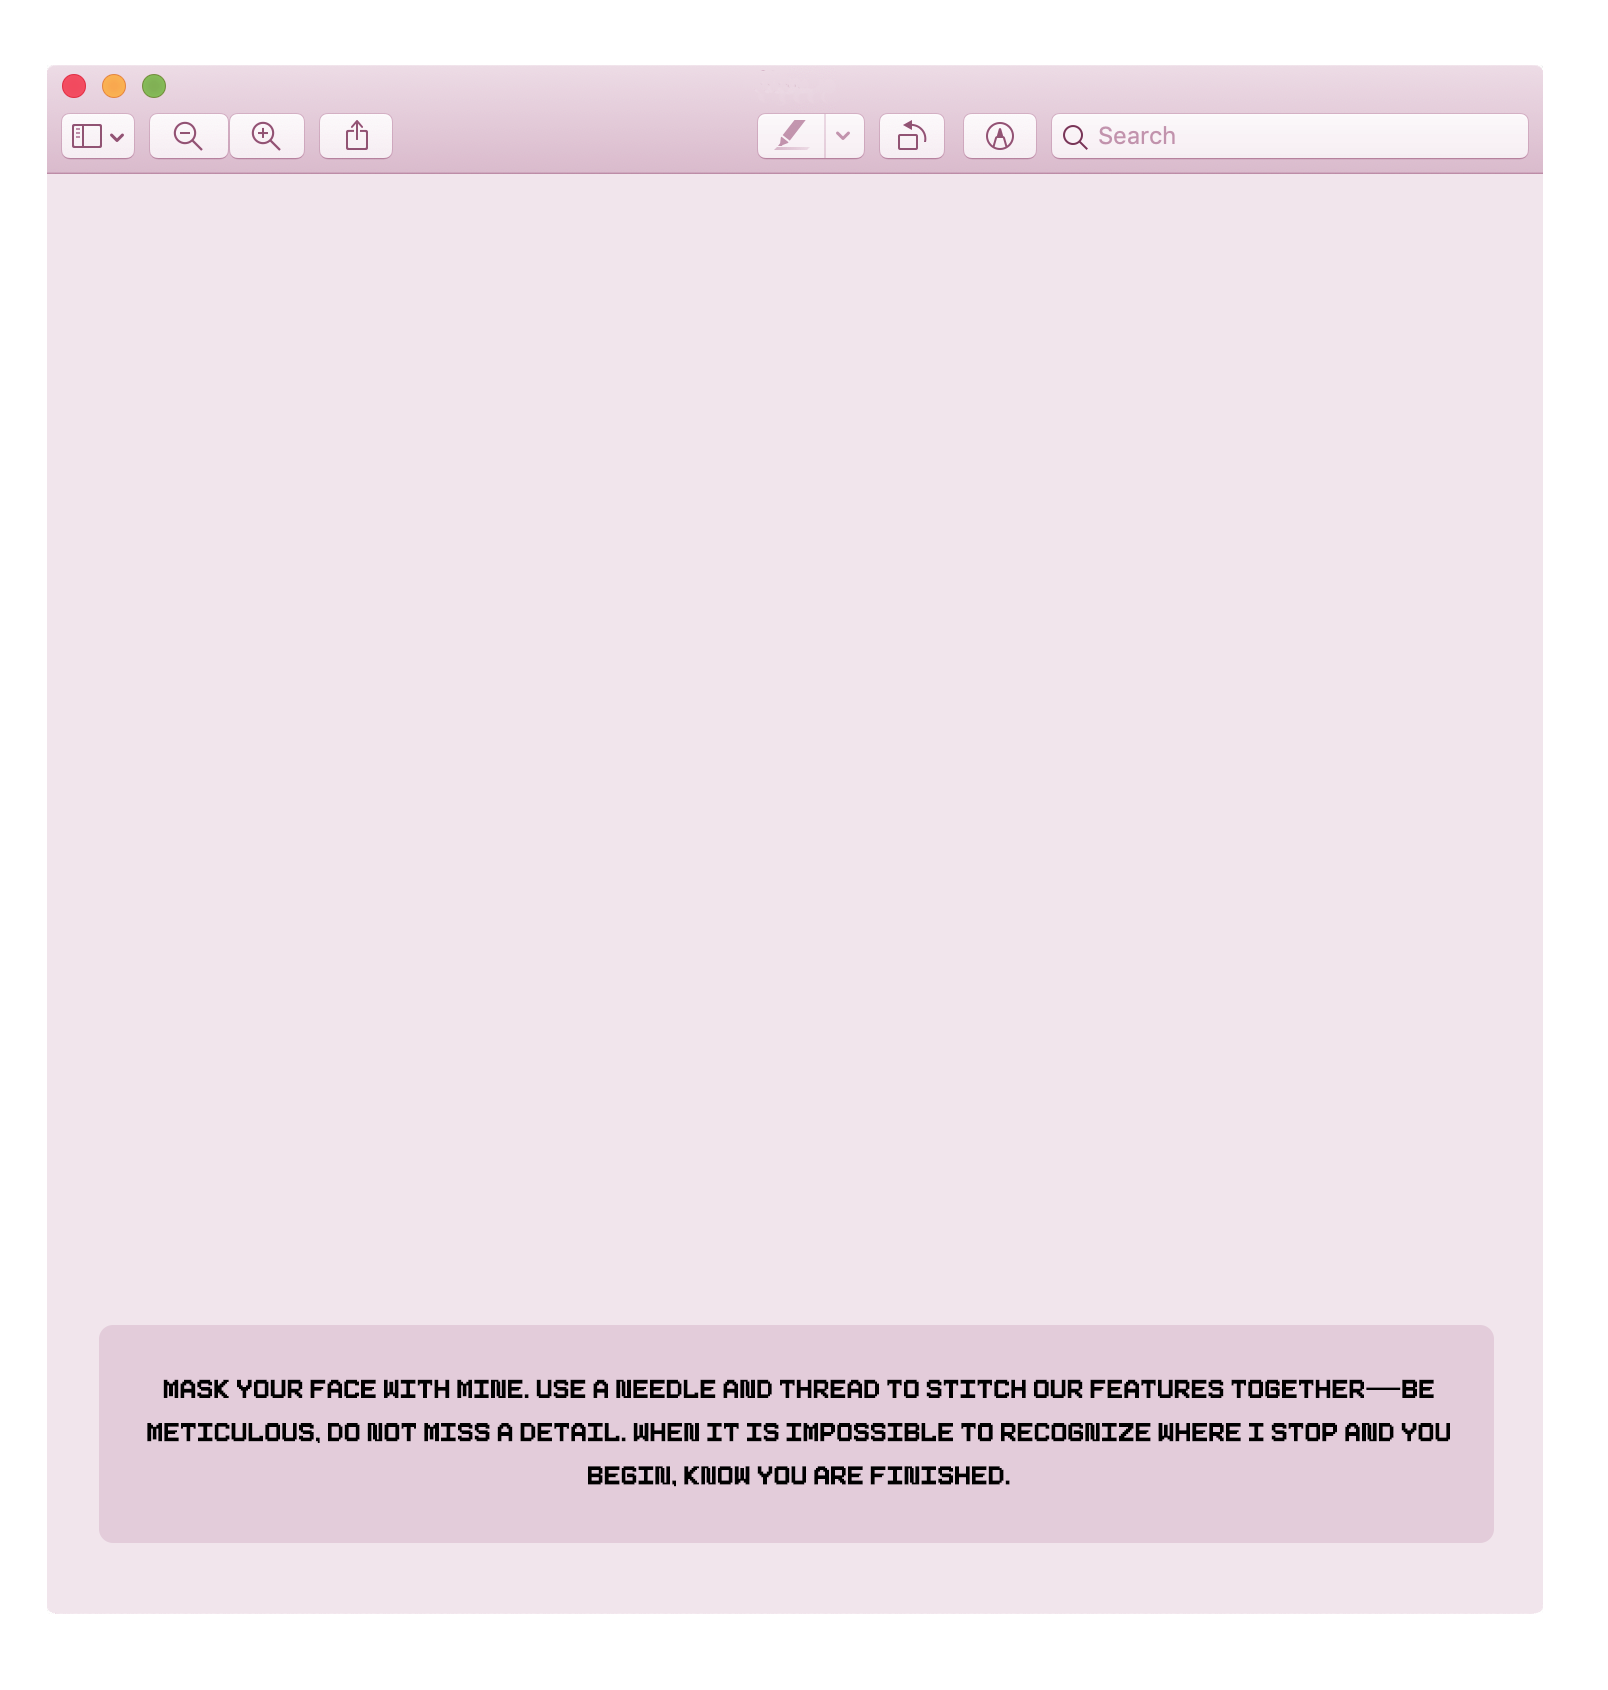 Search
MASK YOUR FACE WITH MINE. USE A NEEDLE AND THREAD TO STITCH OUR FEATURES TOGETHER——BE
METICULOUS, DO NOT MISS A DETAIL. WHEN IT IS IMPOSSIBLE TO RECOGNIZE WHERE I STOP AND YOU
BEGIN, KNOW YOU ARE FINISHED.